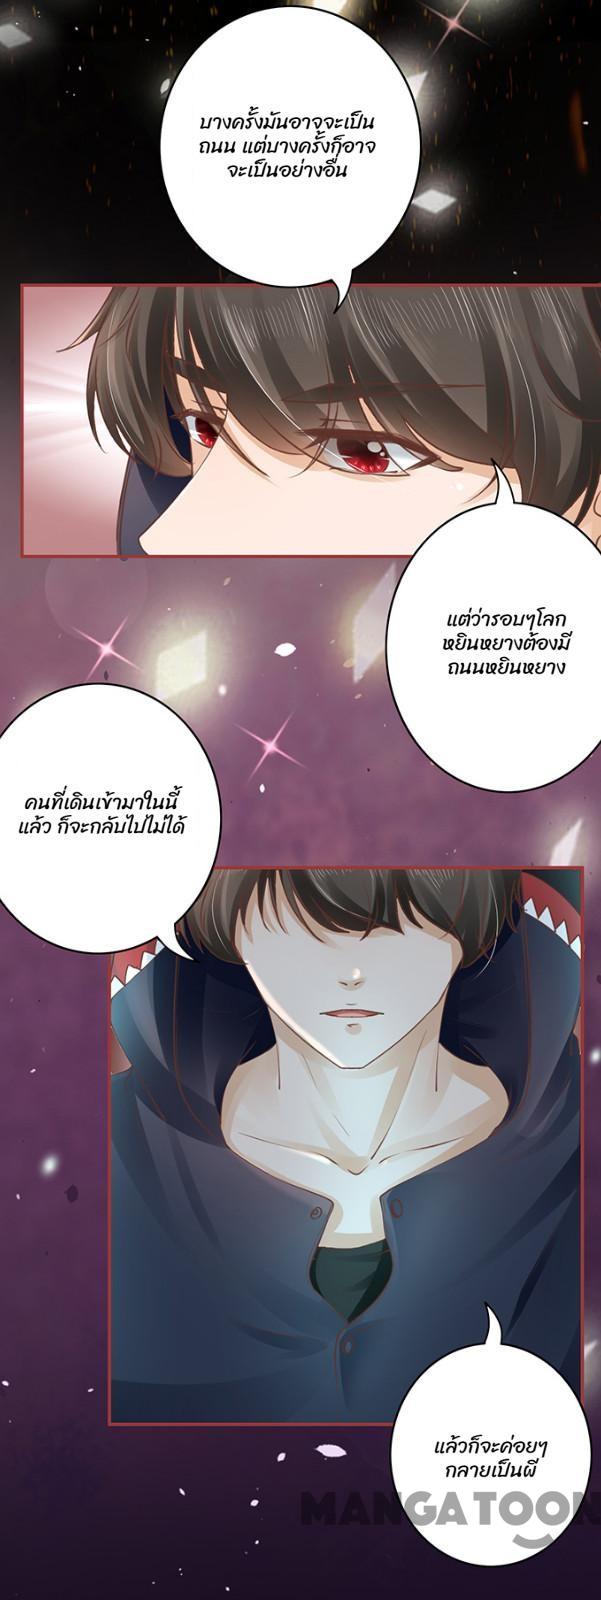 บางครั้งมันอาจจะเป็น
ถนน แต่บางครั้งก็อาจ
จะเป็นอย่างอื่น
แต่ว่ารอบๆโลก
หยินหยางต้องมี
ถนนหยินหยาง
คนที่เดินเข้ามาในนี้
แล้ว ก็จะกลับไปไม่ได้
แล้วก็จะค่อยๆ
กลายเป็นผี
MANGATOON